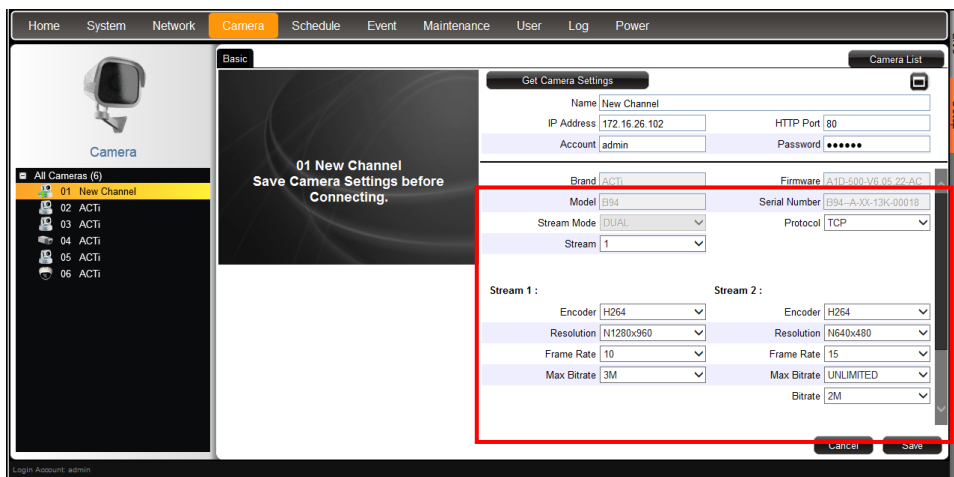 Home System Network Camera Schedule Event Maintenance User Log Power
Basic
Camera List
Get Camera Settings
Name New Channel
IP Address 172.16.26.102 HTTP Port 80
Account admin Password ●●●●●●
Camera
All Cameras (6)
01 New Channel
02 ACTi
03 ACTi
04 ACTi
05 ACTi
06 ACTi
01 New Channel
Save Camera Settings before
Connecting.
Brand ACTi Firmware A1D-500-V6.05.22-AC
Model B94 Serial Number B94--A-XX-13K-00018
Stream Mode DUAL Protocol TCP
Stream 1
Stream 1 : Stream 2 :
Encoder H264 Encoder H264
Resolution N1280x960 Resolution N640x480
Frame Rate 10 Frame Rate 15
Max Bitrate 3M Max Bitrate UNLIMITED
Bitrate 2M
Cancel Save
Login Account: admin